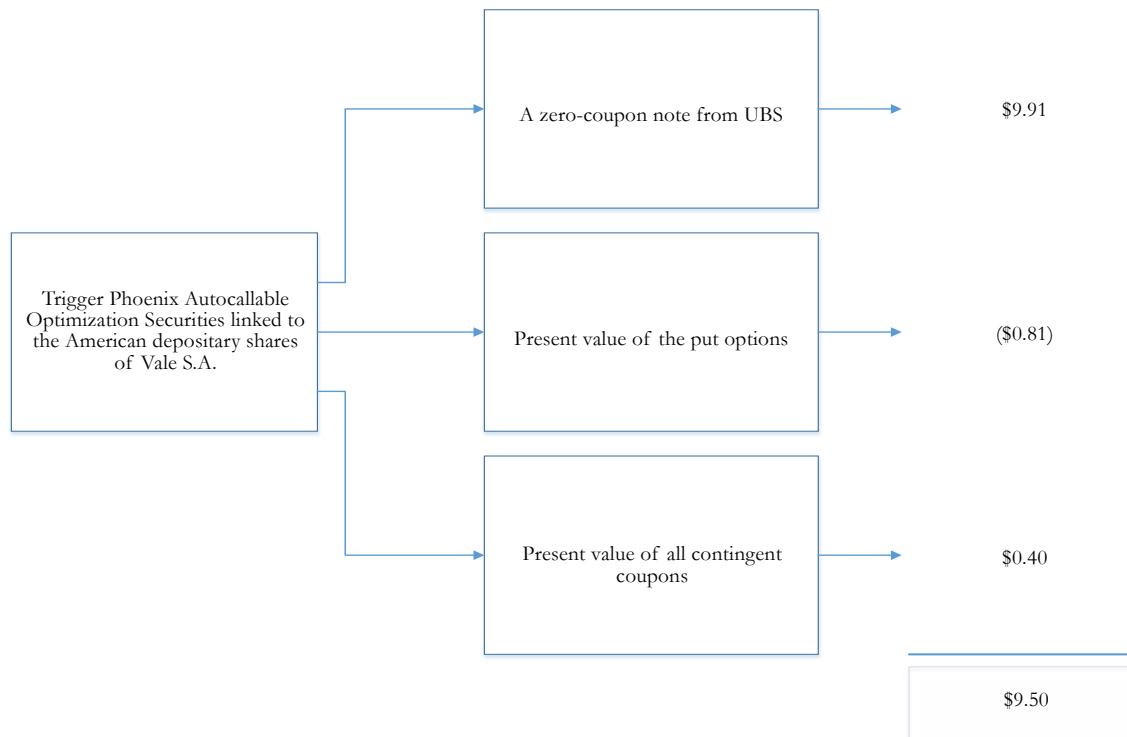 A zero-coupon note from UBS
$9.91
Trigger Phoenix Autocallable
Optimization Securities linked to
the American depositary shares
of Vale S.A.
Present value of the put options
($0.81)
Present value of all contingent
coupons
$0.40
$9.50